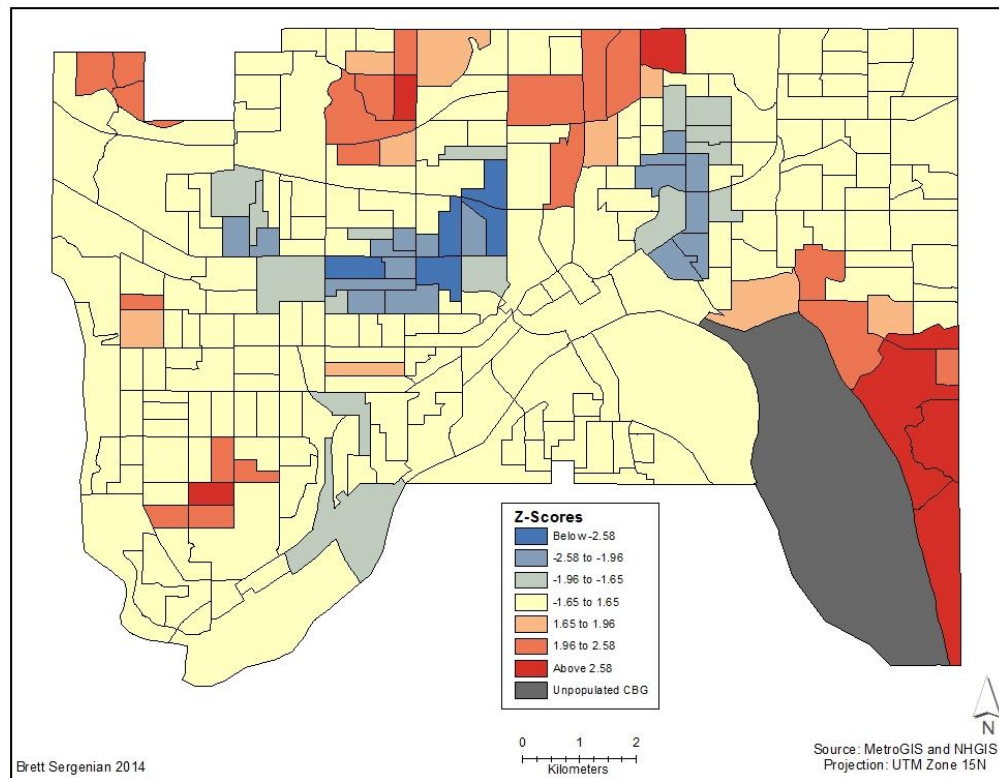 Z-Scores
Below -2.58
-2.58 to -1.96
-1.96 to -1.65
-1.65 to 1.65
1.65 to 1.96
1.96 to 2.58
Above 2.58
Unpopulated CBG
N
0 1 2
Kilometers
Brett Sergenian 2014
Source: MetroGIS and NHGIS
Projection: UTM Zone 15N